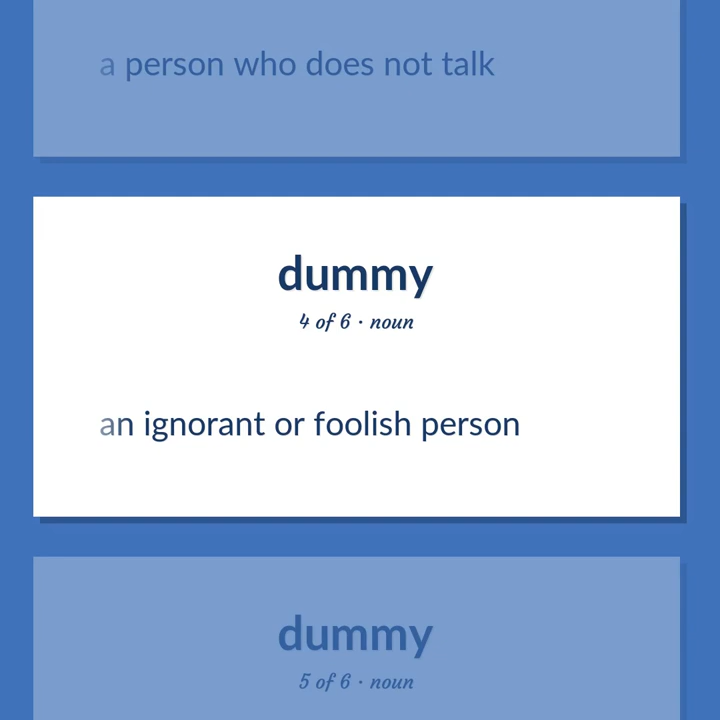 a person who does not talk
dummy
4 of 6 · noun
an ignorant or foolish person
dummy
5 of 6 · noun